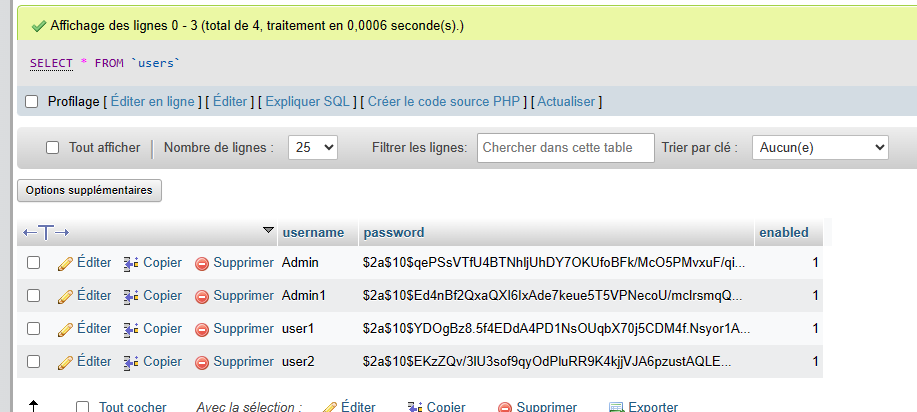 Affichage des lignes 0 - 3 (total de 4, traitement en 0,0006 seconde(s).)
SELECT * FROM `users`
Profilage [ Éditer en ligne ] [ Éditer ] [ Expliquer SQL ] [ Créer le code source PHP ] [ Actualiser ]
Tout afficher | Nombre de lignes : 25 Filtrer les lignes: Chercher dans cette table Trier par clé : Aucun(e)
Options supplémentaires
←T→ username password enabled
Éditer Copier Supprimer Admin $2a$10$qePSsVTfU4BTNhljUhDY7OKUfoBFk/McO5PMvxuF/qi... 1
Éditer Copier Supprimer Admin1 $2a$10$Ed4nBf2QxaQXI6IxAde7keue5T5VPNecoU/mclrsmqQ... 1
Éditer Copier Supprimer user1 $2a$10$YDOgBz8.5f4EDdA4PD1NsOUqbX70j5CDM4f.Nsyor1A... 1
Éditer Copier Supprimer user2 $2a$10$EKzZQv/3lU3sof9qyOdPluRR9K4kjjVJA6pzustAQLE... 1
Tout cocher Avec la sélection : Éditer Copier Supprimer Exporter